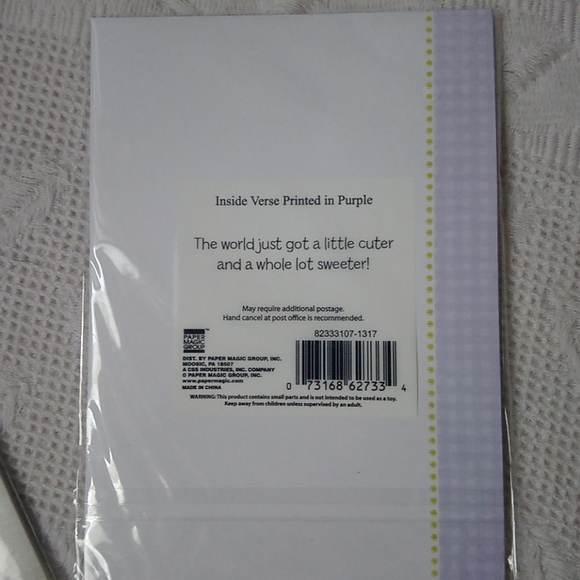 Inside Verse Printed in Purple
The world just got a little cuter
and a whole lot sweeter!
May require additional postage.
Hand cancel at post office is recommended.
82333107-1317
PAPER
MAGIC
GROUP
™
DIST. BY PAPER MAGIC GROUP, INC.
MOOSIC, PA 18507
A CSS INDUSTRIES, INC. COMPANY
© PAPER MAGIC GROUP, INC.
www.papermagic.com
MADE IN CHINA
0 73168 62733 4
WARNING: This product contains small parts and is not intended to be used as a toy.
Keep away from children unless supervised by an adult.